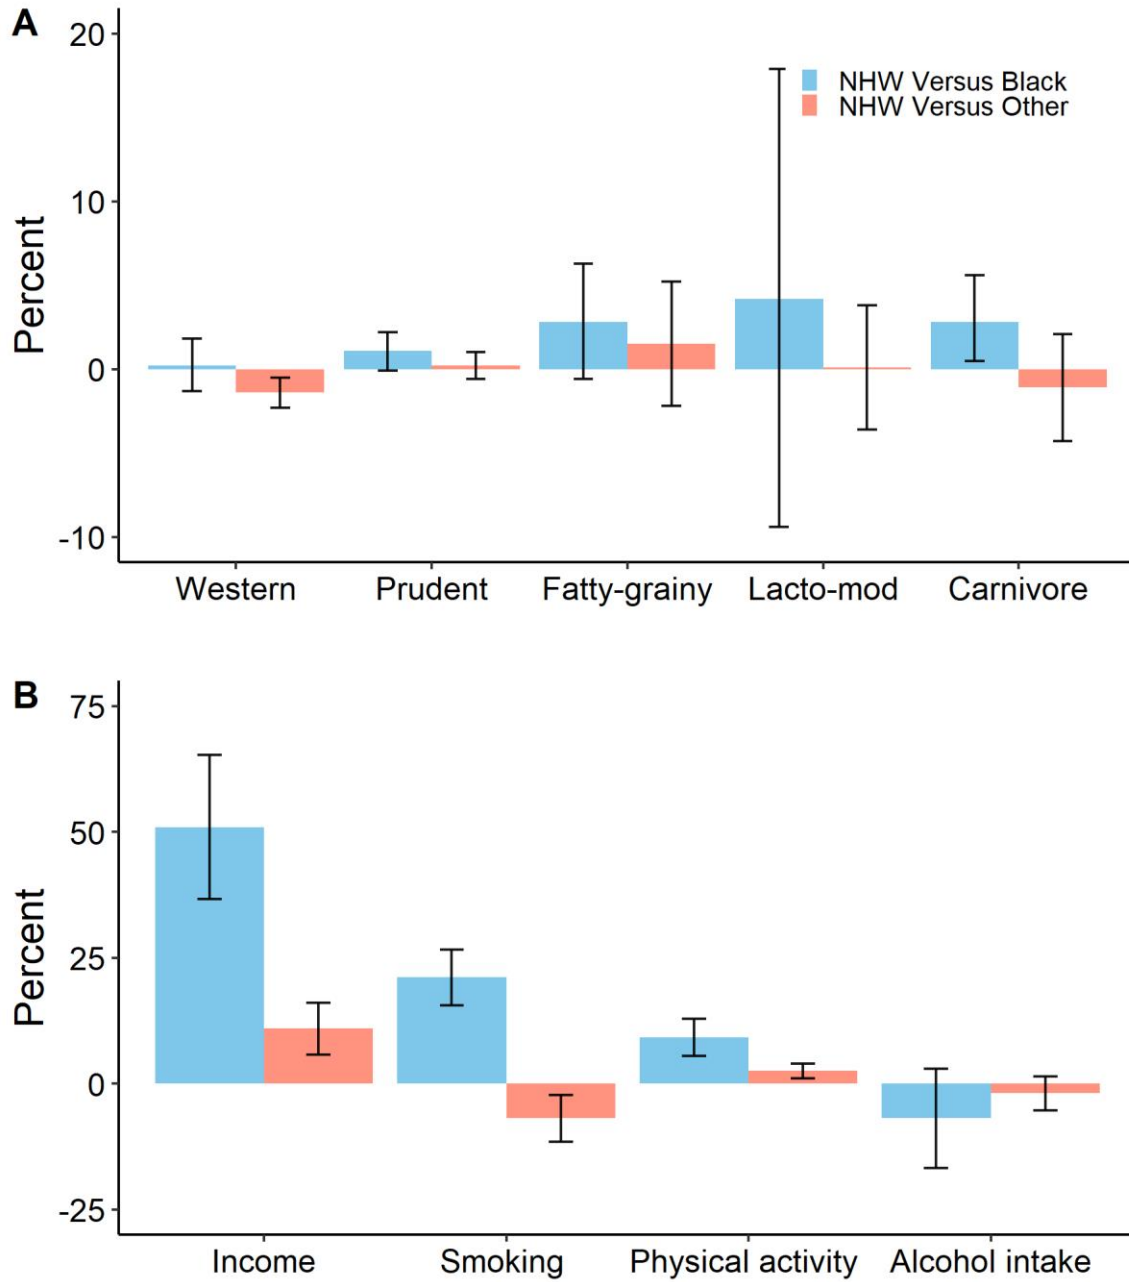 A
20
NHW Versus Black
NHW Versus Other
10
Percent
0
-10
Western Prudent Fatty-grainy Lacto-mod Carnivore
B
75
50
25
Percent
0
-25
Income Smoking Physical activity Alcohol intake